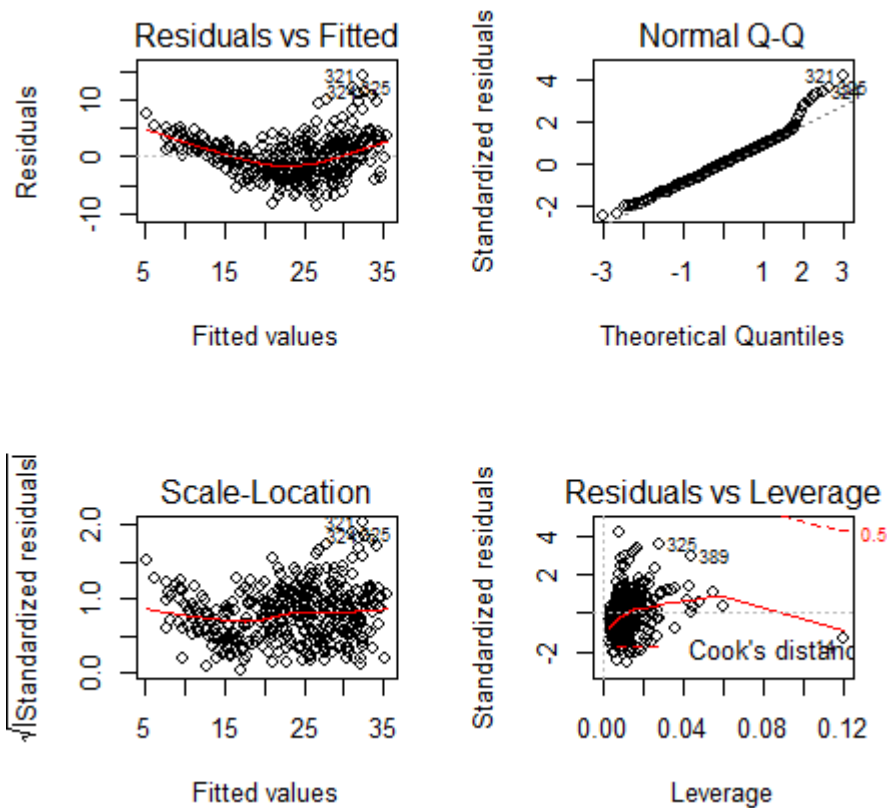 Residuals vs Fitted
Residuals
10
0
-10
321
325
5 15 25 35
Fitted values
Normal Q-Q
Standardized residuals
4
2
0
-2
321
-3 -1 1 2 3
Theoretical Quantiles
Scale-Location
√|Standardized residuals|
2.0
1.0
0.0
325
5 15 25 35
Fitted values
Residuals vs Leverage
Standardized residuals
4
2
0
-2
325
389
0.5
Cook's distanc
0.00 0.04 0.08 0.12
Leverage